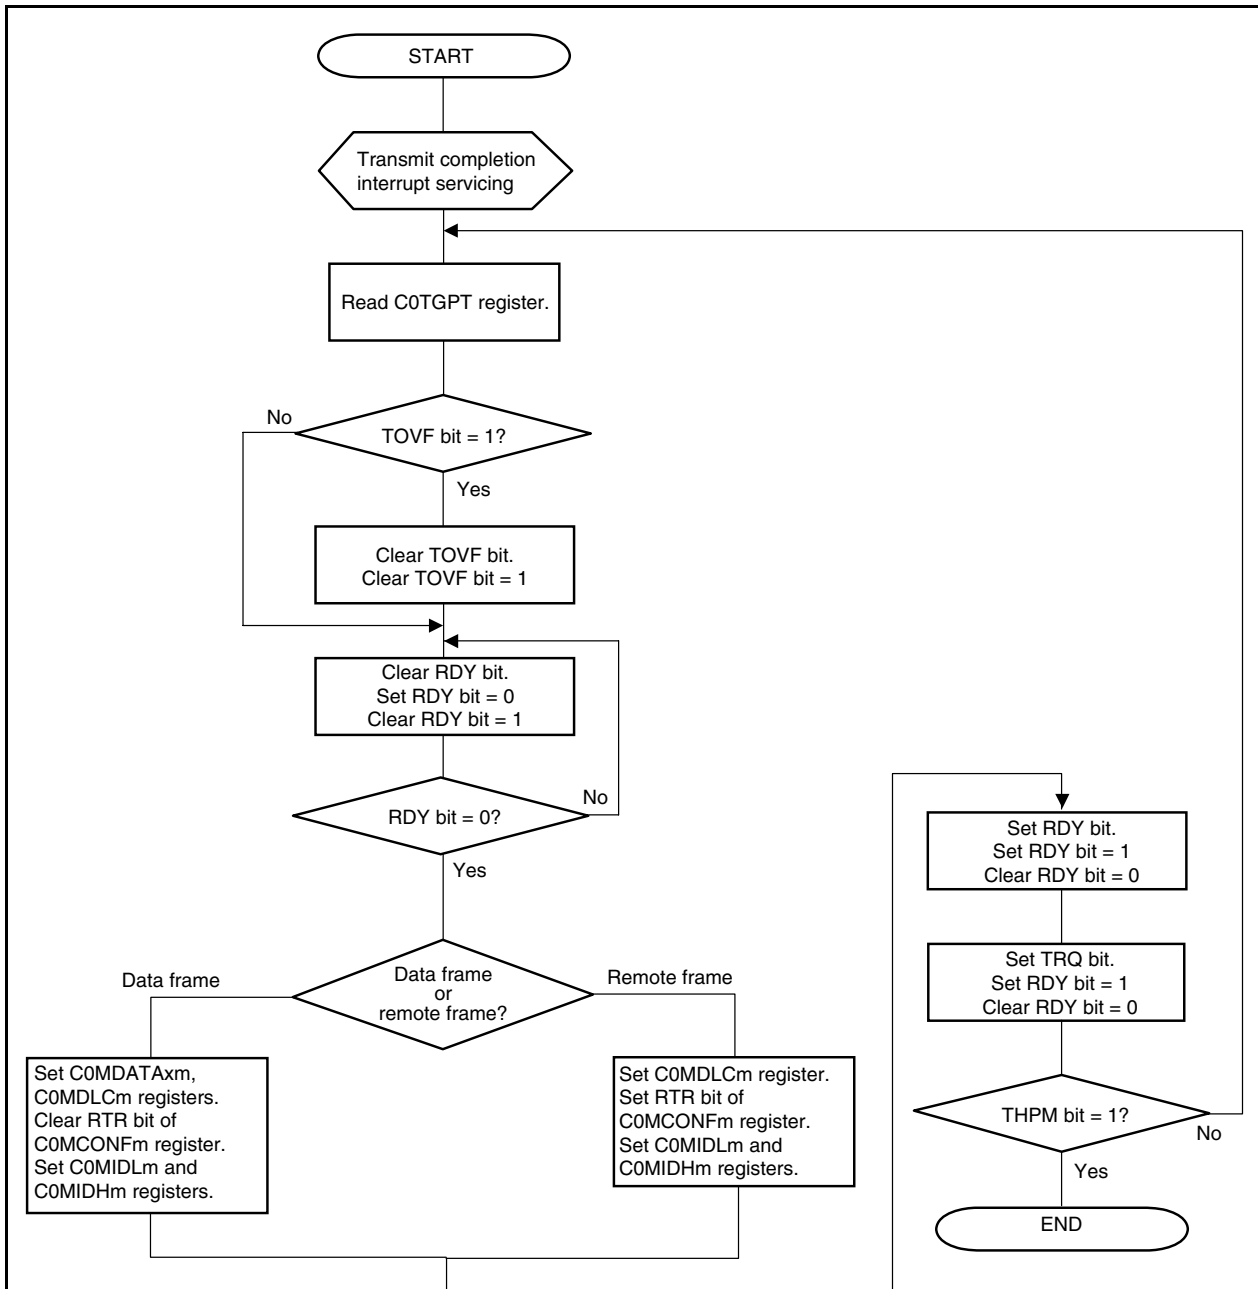 START
Transmit completion
interrupt servicing
Read C0TGPT register.
TOVF bit = 1?
No
Yes
Clear TOVF bit.
Clear TOVF bit = 1
Clear RDY bit.
Set RDY bit = 0
Clear RDY bit = 1
RDY bit = 0?
No
Yes
Data frame
or
remote frame?
Data frame
Remote frame
Set C0MDATAxm,
C0MDLCm registers.
Clear RTR bit of
C0MCONFm register.
Set C0MIDLm and
C0MIDHm registers.
Set C0MDLCm register.
Set RTR bit of
C0MCONFm register.
Set C0MIDLm and
C0MIDHm registers.
Set RDY bit.
Set RDY bit = 1
Clear RDY bit = 0
Set TRQ bit.
Set RDY bit = 1
Clear RDY bit = 0
THPM bit = 1?
No
Yes
END